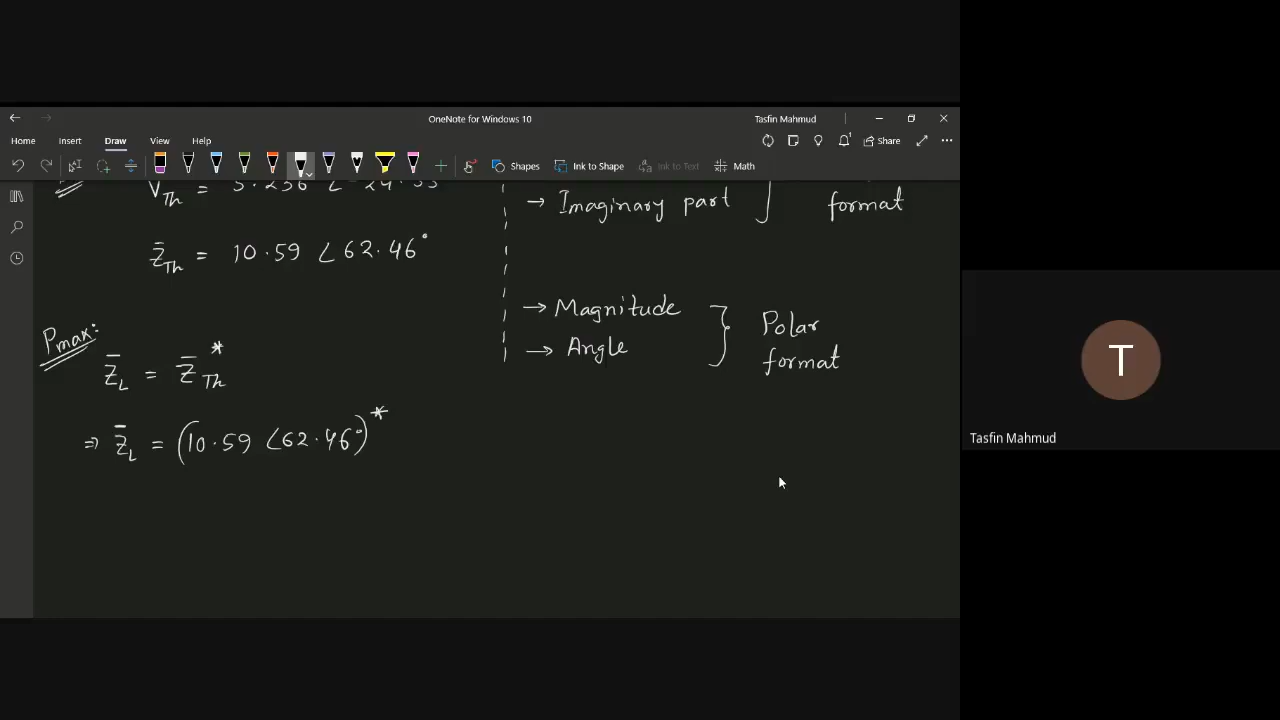 OneNote for Windows 10
Tasfin Mahmud
Home Insert Draw View Help
Share
Shapes Ink to Shape Ink to Text Math
V̄Th =
Z̄Th = 10.59 ∠62.46°
→ Imaginary part
format
→ Magnitude
→ Angle
Polar
format
Pmax:
Z̄L = Z̄Th*
⇒ Z̄L = (10.59 ∠62.46°)*
T
Tasfin Mahmud